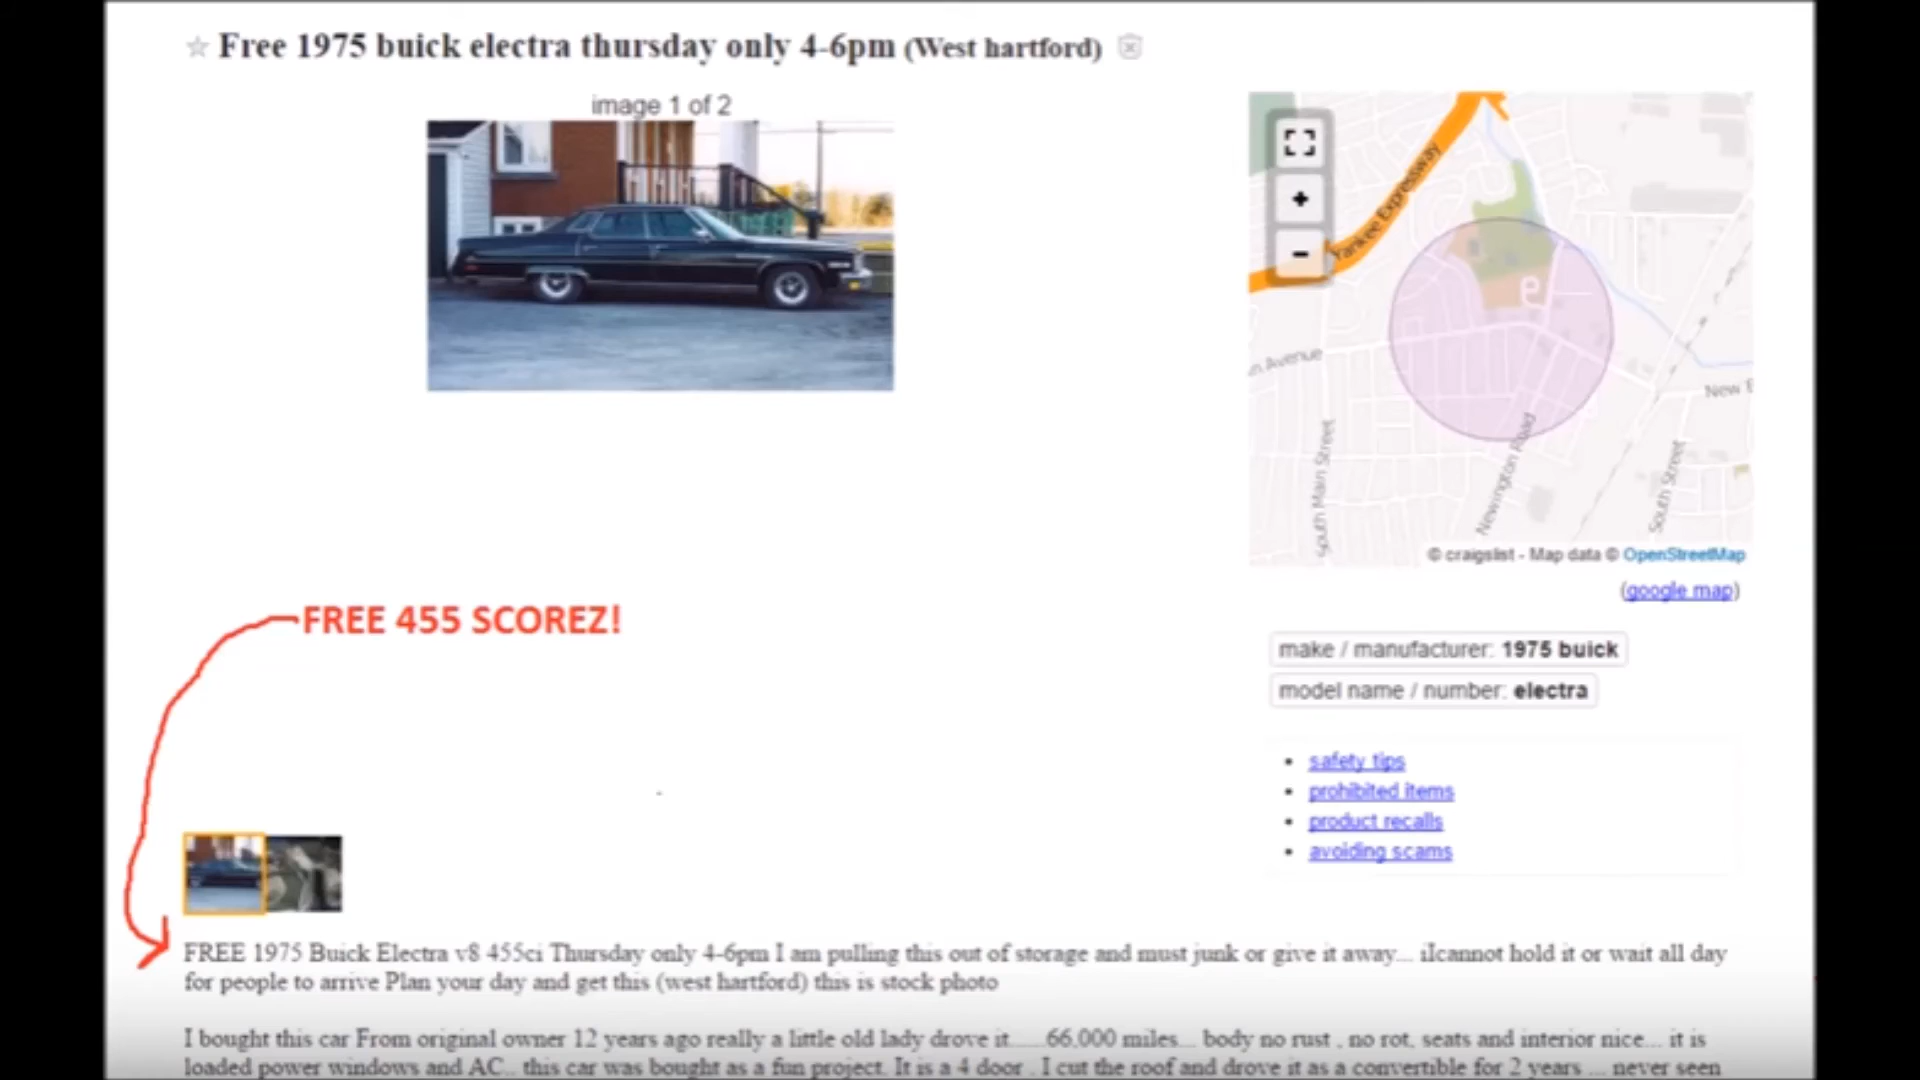 Free 1975 buick electra thursday only 4-6pm (West hartford)
image 1 of 2
Yankee Expressway
n Avenue
South Main Street
Newington Road
South Street
New E
© craigslist - Map data © OpenStreetMap
(google map)
FREE 455 SCOREZ!
make / manufacturer: 1975 buick
model name / number: electra
safety tips
prohibited items
product recalls
avoiding scams
FREE 1975 Buick Electra v8 455ci Thursday only 4-6pm I am pulling this out of storage and must junk or give it away... iIcannot hold it or wait all day
for people to arrive Plan your day and get this (west hartford) this is stock photo
I bought this car From original owner 12 years ago really a little old lady drove it......66,000 miles... body no rust , no rot, seats and interior nice... it is
loaded power windows and AC.. this car was bought as a fun project. It is a 4 door . I cut the roof and drove it as a convertible for 2 years ... never seen